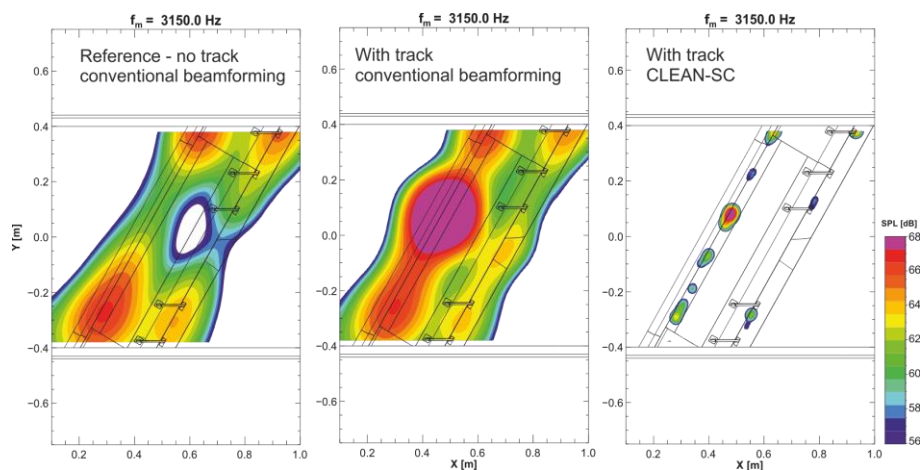 f_m = 3150.0 Hz
Reference - no track
conventional beamforming
Y [m]
0.6
0.4
0.2
0.0
−0.2
−0.4
−0.6
0.2 0.4 0.6 0.8 1.0
f_m = 3150.0 Hz
With track
conventional beamforming
0.6
0.4
0.2
0.0
−0.2
−0.4
−0.6
0.2 0.4 0.6 0.8 1.0
X [m]
f_m = 3150.0 Hz
With track
CLEAN-SC
0.6
0.4
0.2
0.0
−0.2
−0.4
−0.6
0.2 0.4 0.6 0.8 1.0
X [m]
SPL [dB]
68
66
64
62
60
58
56